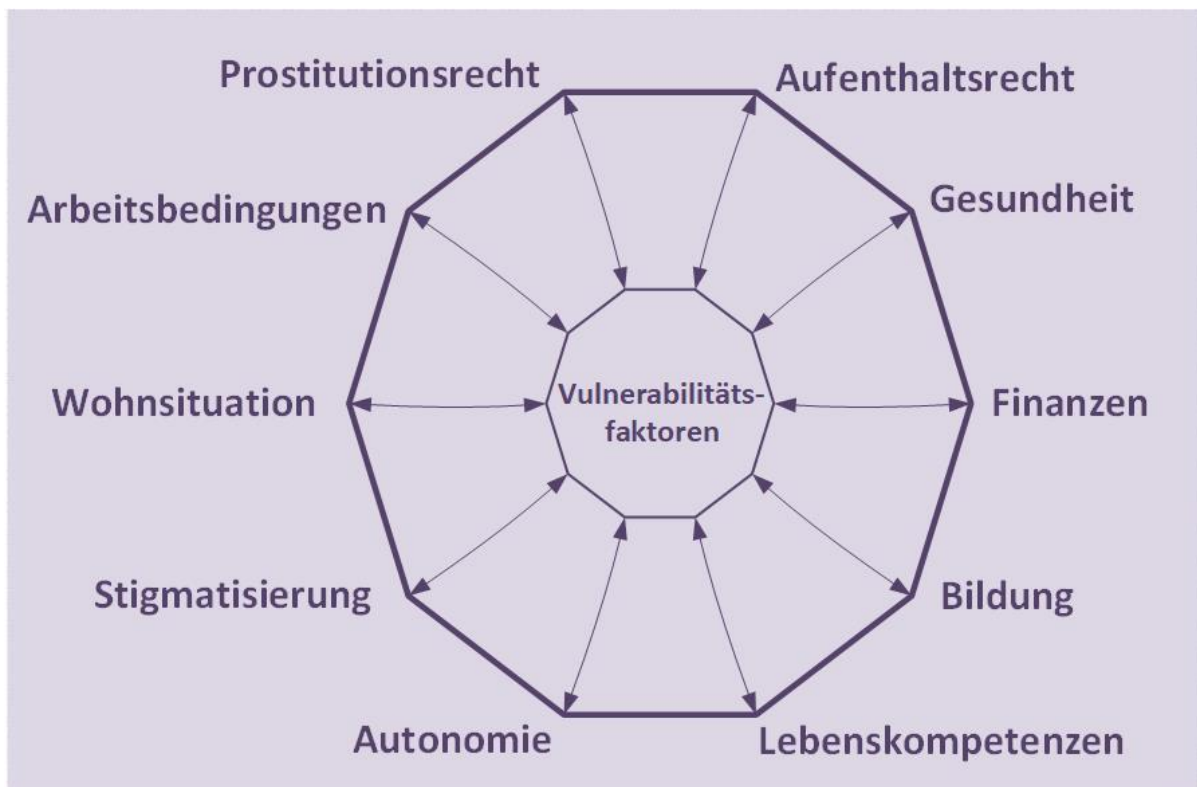 Prostitutionsrecht
Aufenthaltsrecht
Arbeitsbedingungen
Gesundheit
Wohnsituation
Vulnerabilitäts-
faktoren
Finanzen
Stigmatisierung
Bildung
Autonomie
Lebenskompetenzen